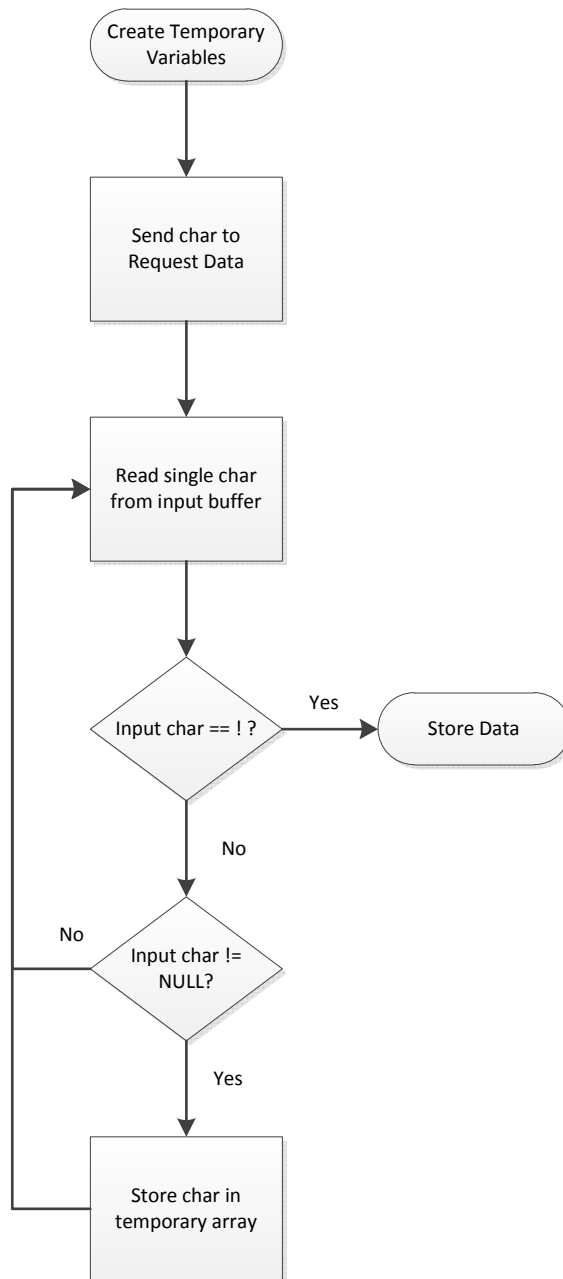 Create Temporary
Variables
Send char to
Request Data
Read single char
from input buffer
Input char == ! ?
Yes
Store Data
No
Input char !=
NULL?
No
Yes
Store char in
temporary array